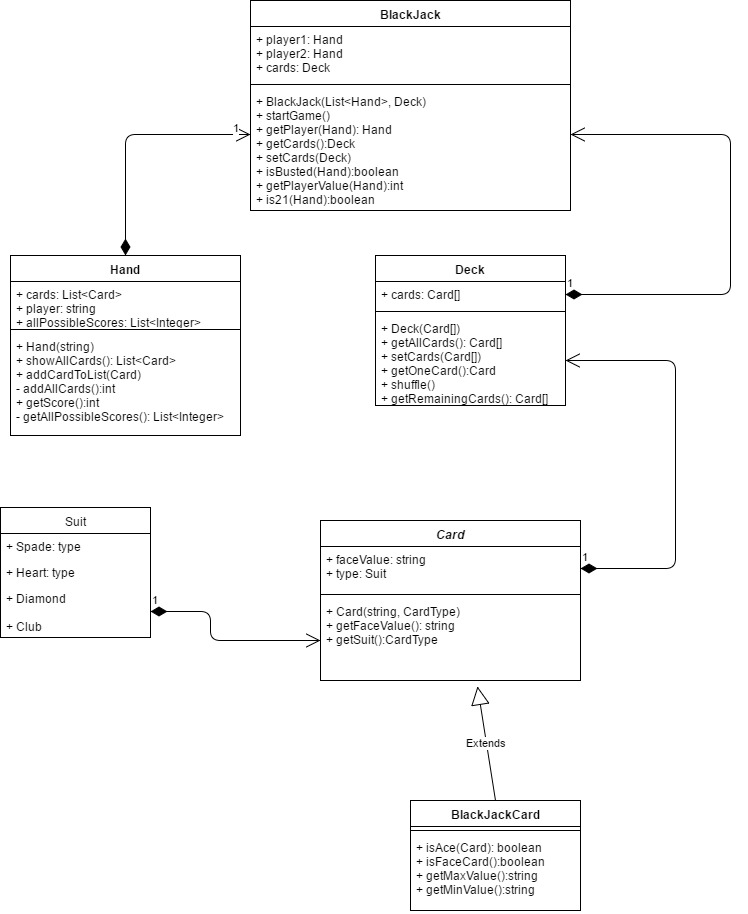 BlackJack
+ player1: Hand
+ player2: Hand
+ cards: Deck
+ BlackJack(List<Hand>, Deck)
+ startGame()
+ getPlayer(Hand): Hand
+ getCards():Deck
+ setCards(Deck)
+ isBusted(Hand):boolean
+ getPlayerValue(Hand):int
+ is21(Hand):boolean
1
Hand
+ cards: List<Card>
+ player: string
+ allPossibleScores: List<Integer>
+ Hand(string)
+ showAllCards(): List<Card>
+ addCardToList(Card)
- addAllCards():int
+ getScore():int
- getAllPossibleScores(): List<Integer>
Deck
+ cards: Card[]
+ Deck(Card[])
+ getAllCards(): Card[]
+ setCards(Card[])
+ getOneCard():Card
+ shuffle()
+ getRemainingCards(): Card[]
1
Suit
+ Spade: type
+ Heart: type
+ Diamond
+ Club
1
Card
+ faceValue: string
+ type: Suit
+ Card(string, CardType)
+ getFaceValue(): string
+ getSuit():CardType
1
Extends
BlackJackCard
+ isAce(Card): boolean
+ isFaceCard():boolean
+ getMaxValue():string
+ getMinValue():string